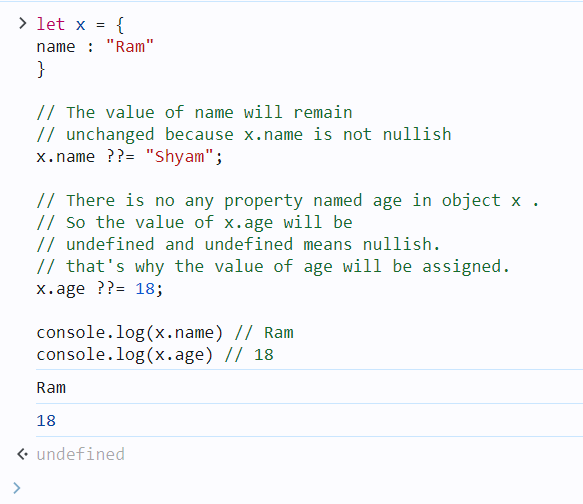 let x = {
name : "Ram"
}
// The value of name will remain
// unchanged because x.name is not nullish
x.name ??= "Shyam";
// There is no any property named age in object x .
// So the value of x.age will be
// undefined and undefined means nullish.
// that's why the value of age will be assigned.
x.age ??= 18;
console.log(x.name) // Ram
console.log(x.age) // 18
Ram
18
undefined